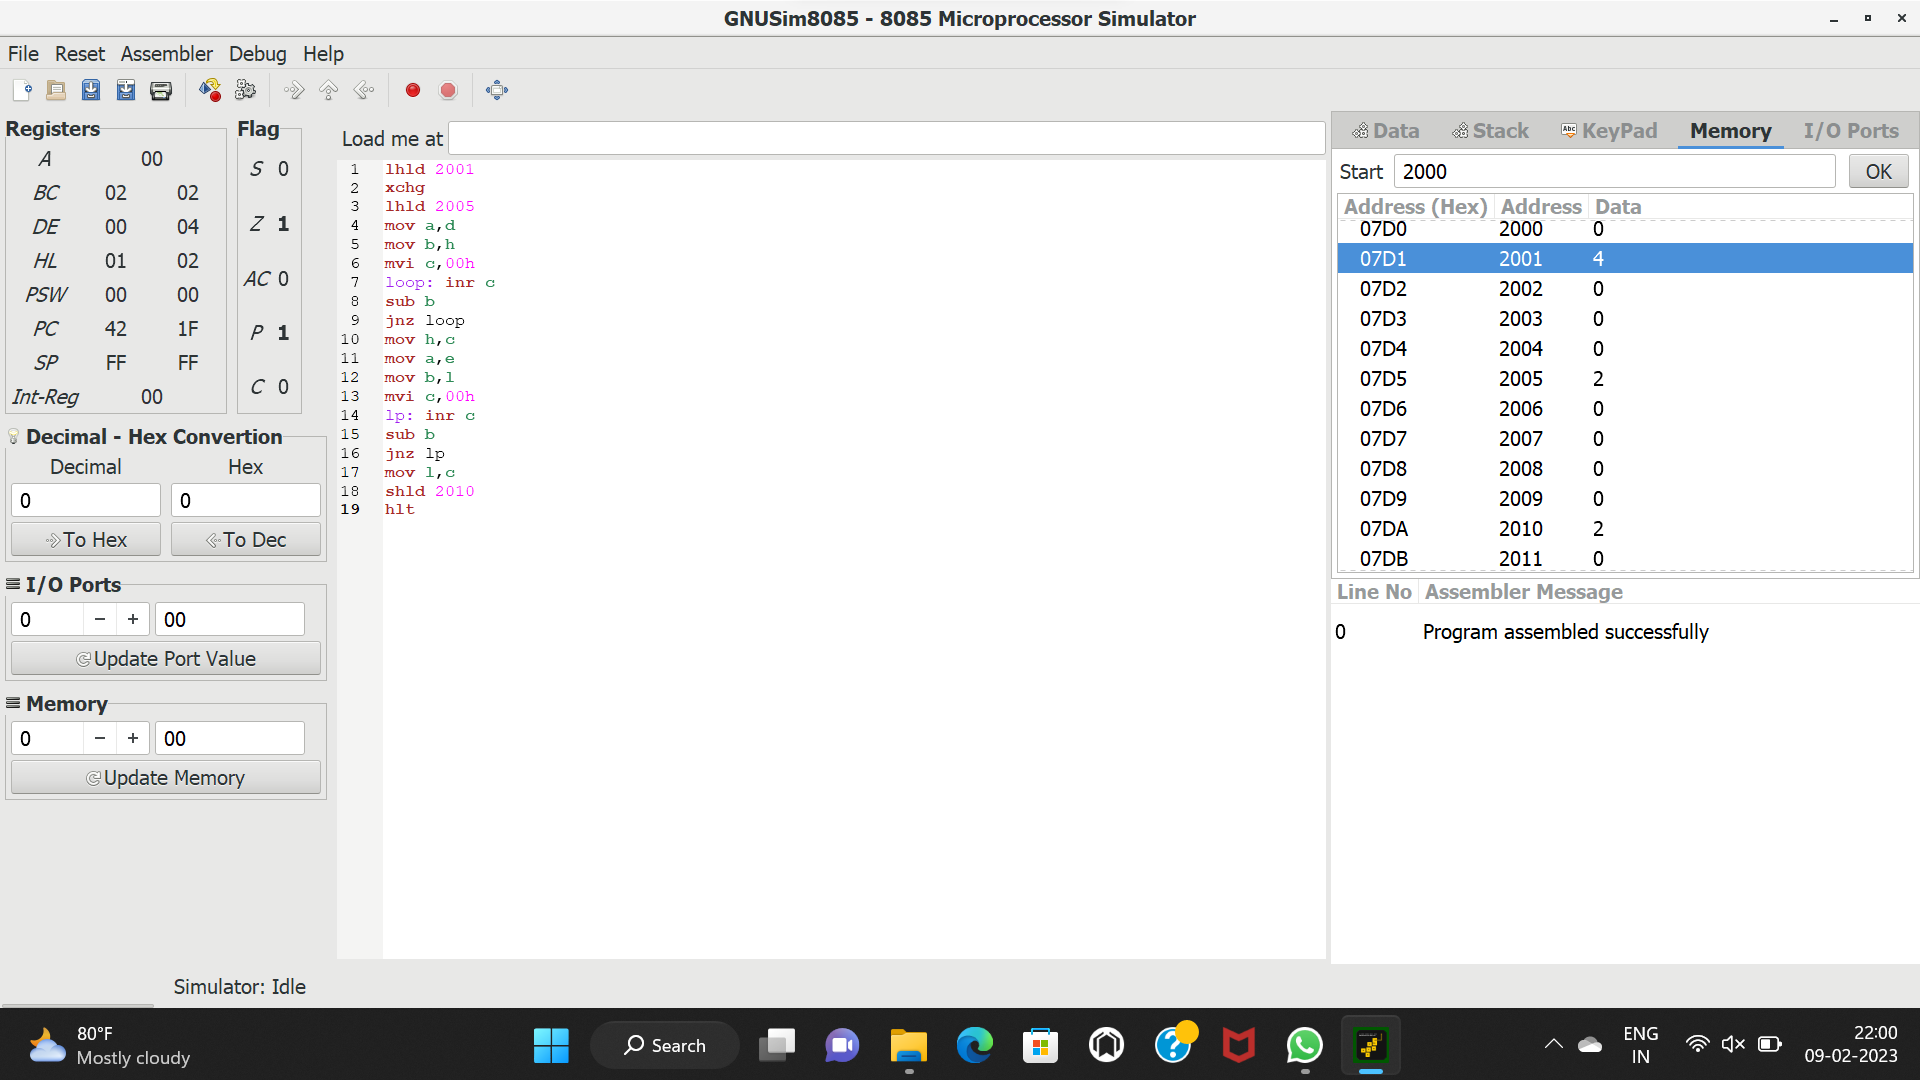 GNUSim8085 - 8085 Microprocessor Simulator
File Reset Assembler Debug Help
Registers
A 00
BC 02 02
DE 00 04
HL 01 02
PSW 00 00
PC 42 1F
SP FF FF
Int-Reg 00
Flag
S 0
Z 1
AC 0
P 1
C 0
Decimal - Hex Convertion
Decimal Hex
0 0
To Hex To Dec
I/O Ports
0 − + 00
Update Port Value
Memory
0 − + 00
Update Memory
Simulator: Idle
Load me at
1 lhld 2001
2 xchg
3 lhld 2005
4 mov a,d
5 mov b,h
6 mvi c,00h
7 loop: inr c
8 sub b
9 jnz loop
10 mov h,c
11 mov a,e
12 mov b,l
13 mvi c,00h
14 lp: inr c
15 sub b
16 jnz lp
17 mov l,c
18 shld 2010
19 hlt
Data Stack Abc KeyPad Memory I/O Ports
Start 2000 OK
Address (Hex) Address Data
07D0 2000 0
07D1 2001 4
07D2 2002 0
07D3 2003 0
07D4 2004 0
07D5 2005 2
07D6 2006 0
07D7 2007 0
07D8 2008 0
07D9 2009 0
07DA 2010 2
07DB 2011 0
Line No Assembler Message
0 Program assembled successfully
80°F
Mostly cloudy
Search
ENG
IN
22:00
09-02-2023